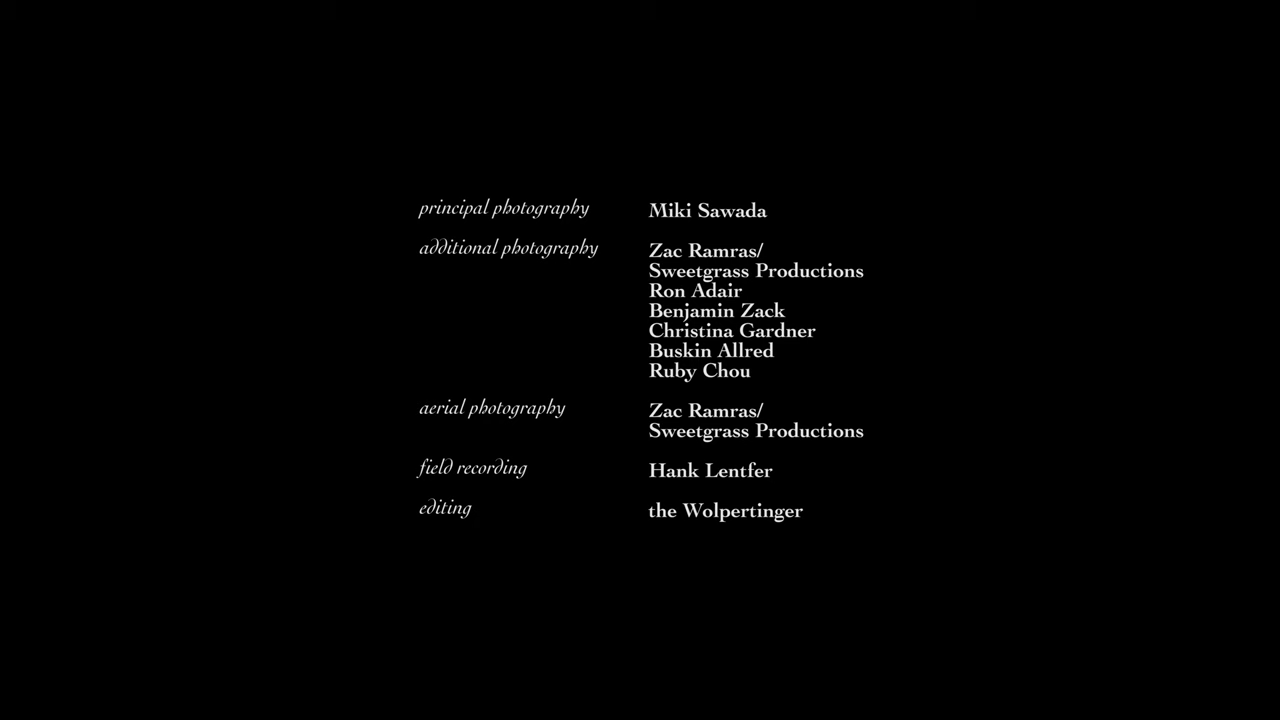 principal photography Miki Sawada
additional photography Zac Ramras/
Sweetgrass Productions
Ron Adair
Benjamin Zack
Christina Gardner
Buskin Allred
Ruby Chou
aerial photography Zac Ramras/
Sweetgrass Productions
field recording Hank Lentfer
editing the Wolpertinger